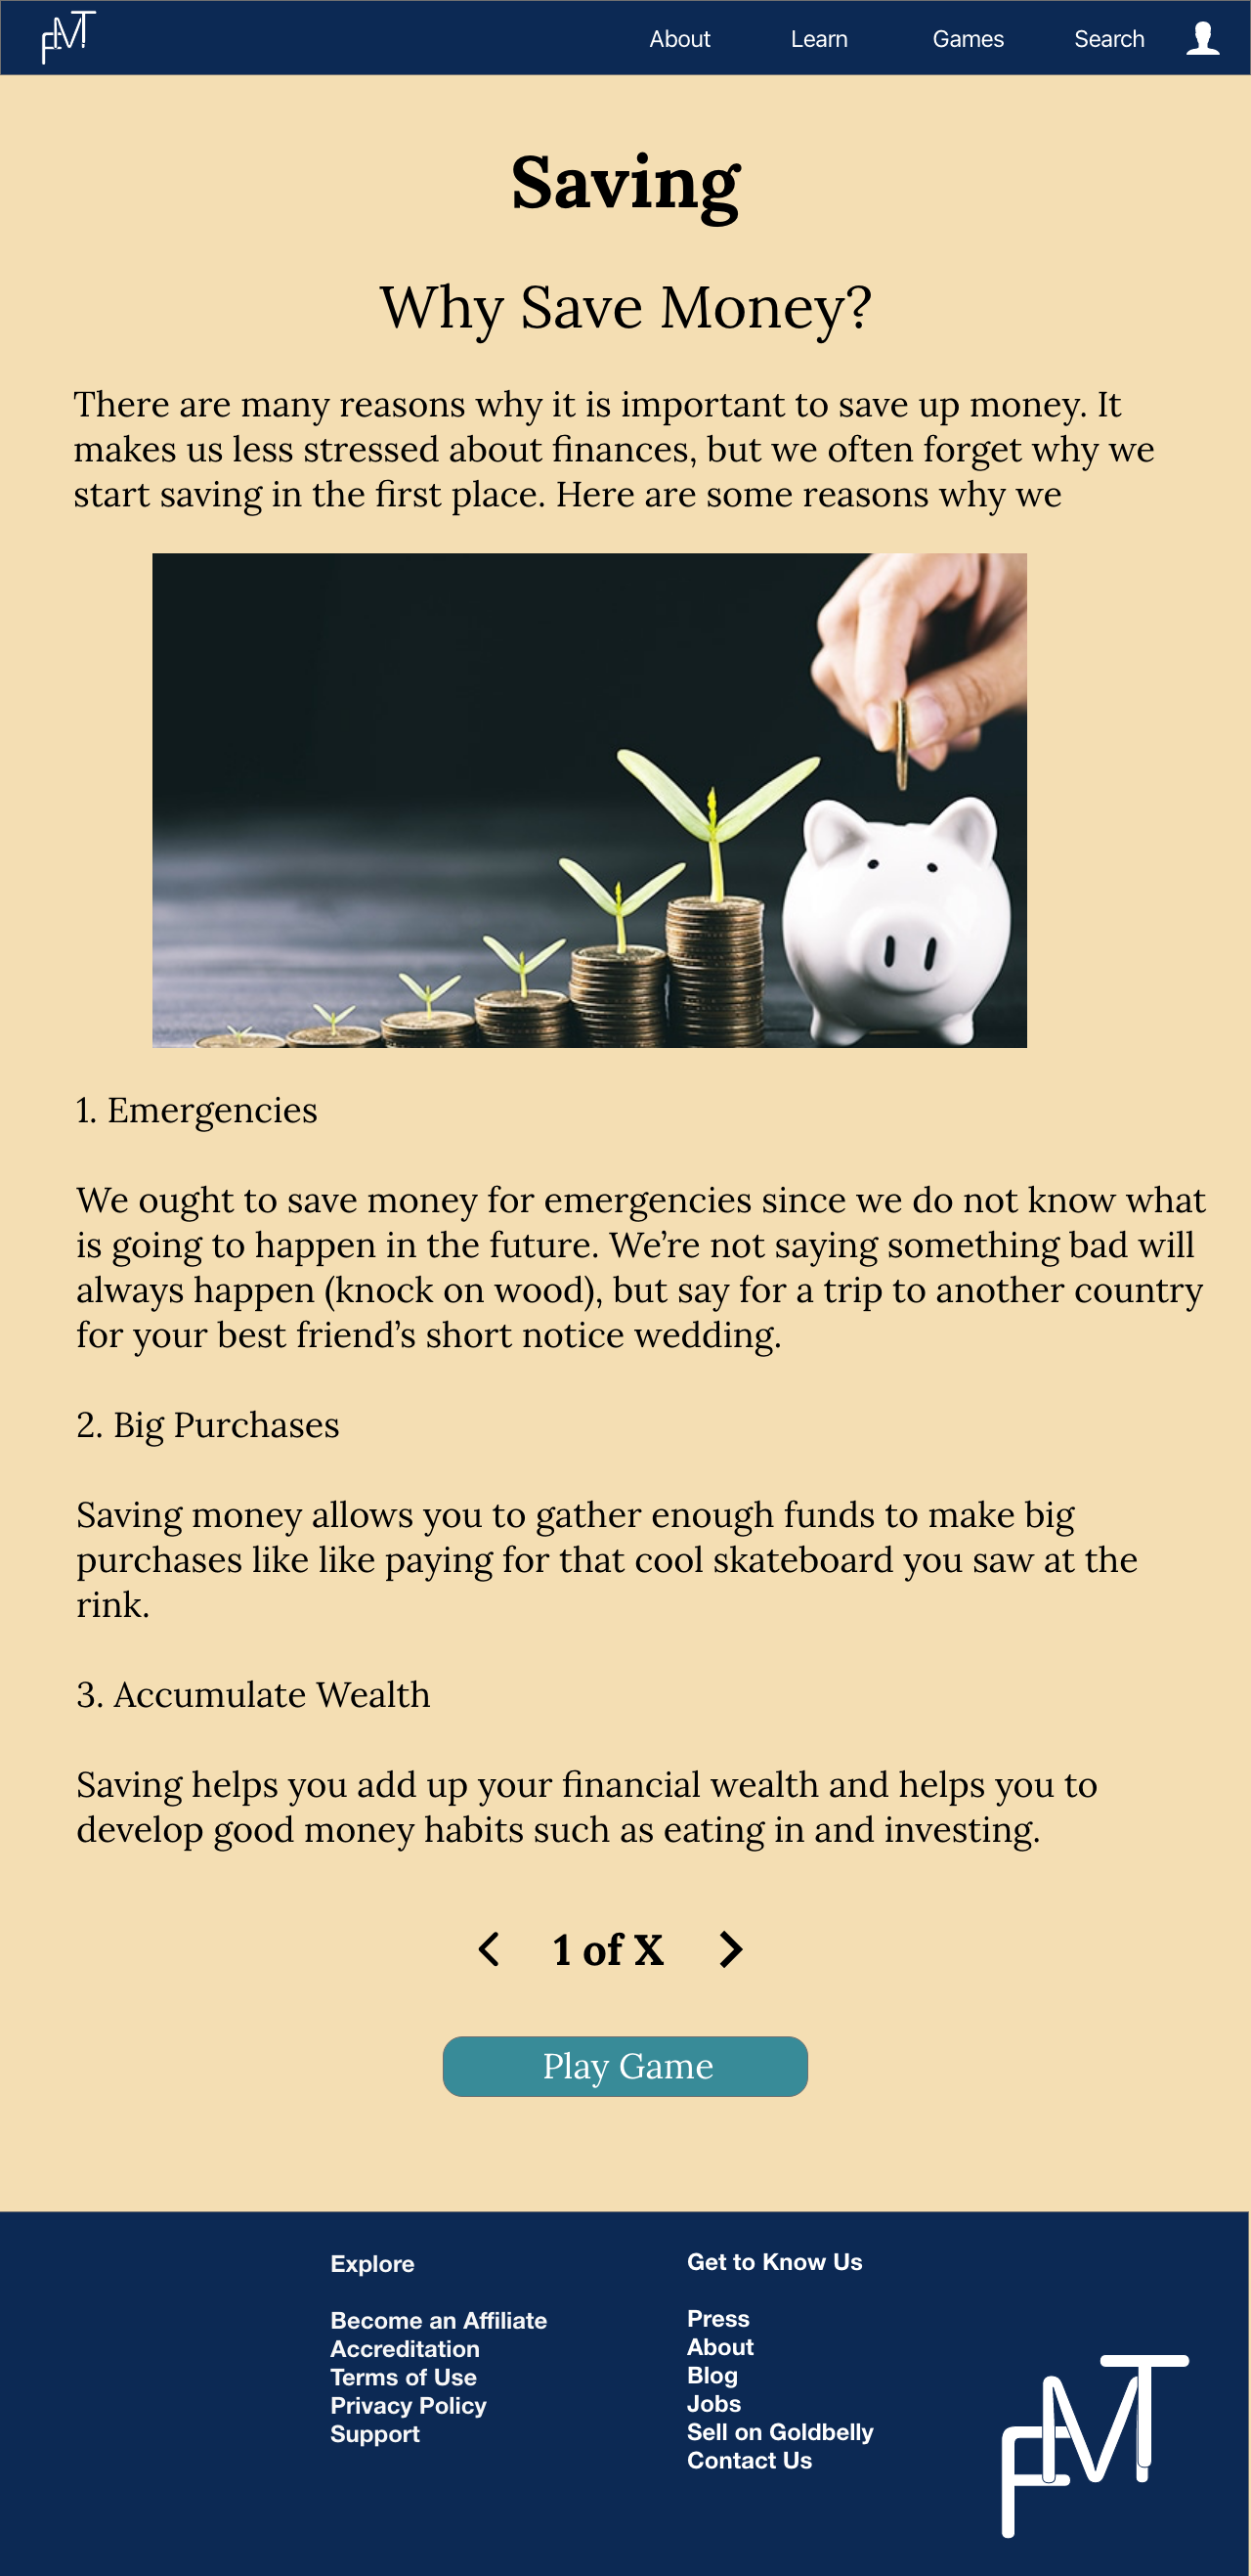 FMT
About Learn Games Search
Saving
Why Save Money?
There are many reasons why it is important to save up money. It
makes us less stressed about finances, but we often forget why we
start saving in the first place. Here are some reasons why we
1. Emergencies
We ought to save money for emergencies since we do not know what
is going to happen in the future. We’re not saying something bad will
always happen (knock on wood), but say for a trip to another country
for your best friend’s short notice wedding.
2. Big Purchases
Saving money allows you to gather enough funds to make big
purchases like like paying for that cool skateboard you saw at the
rink.
3. Accumulate Wealth
Saving helps you add up your financial wealth and helps you to
develop good money habits such as eating in and investing.
1 of X
Play Game
Explore
Become an Affiliate
Accreditation
Terms of Use
Privacy Policy
Support
Get to Know Us
Press
About
Blog
Jobs
Sell on Goldbelly
Contact Us
FMT